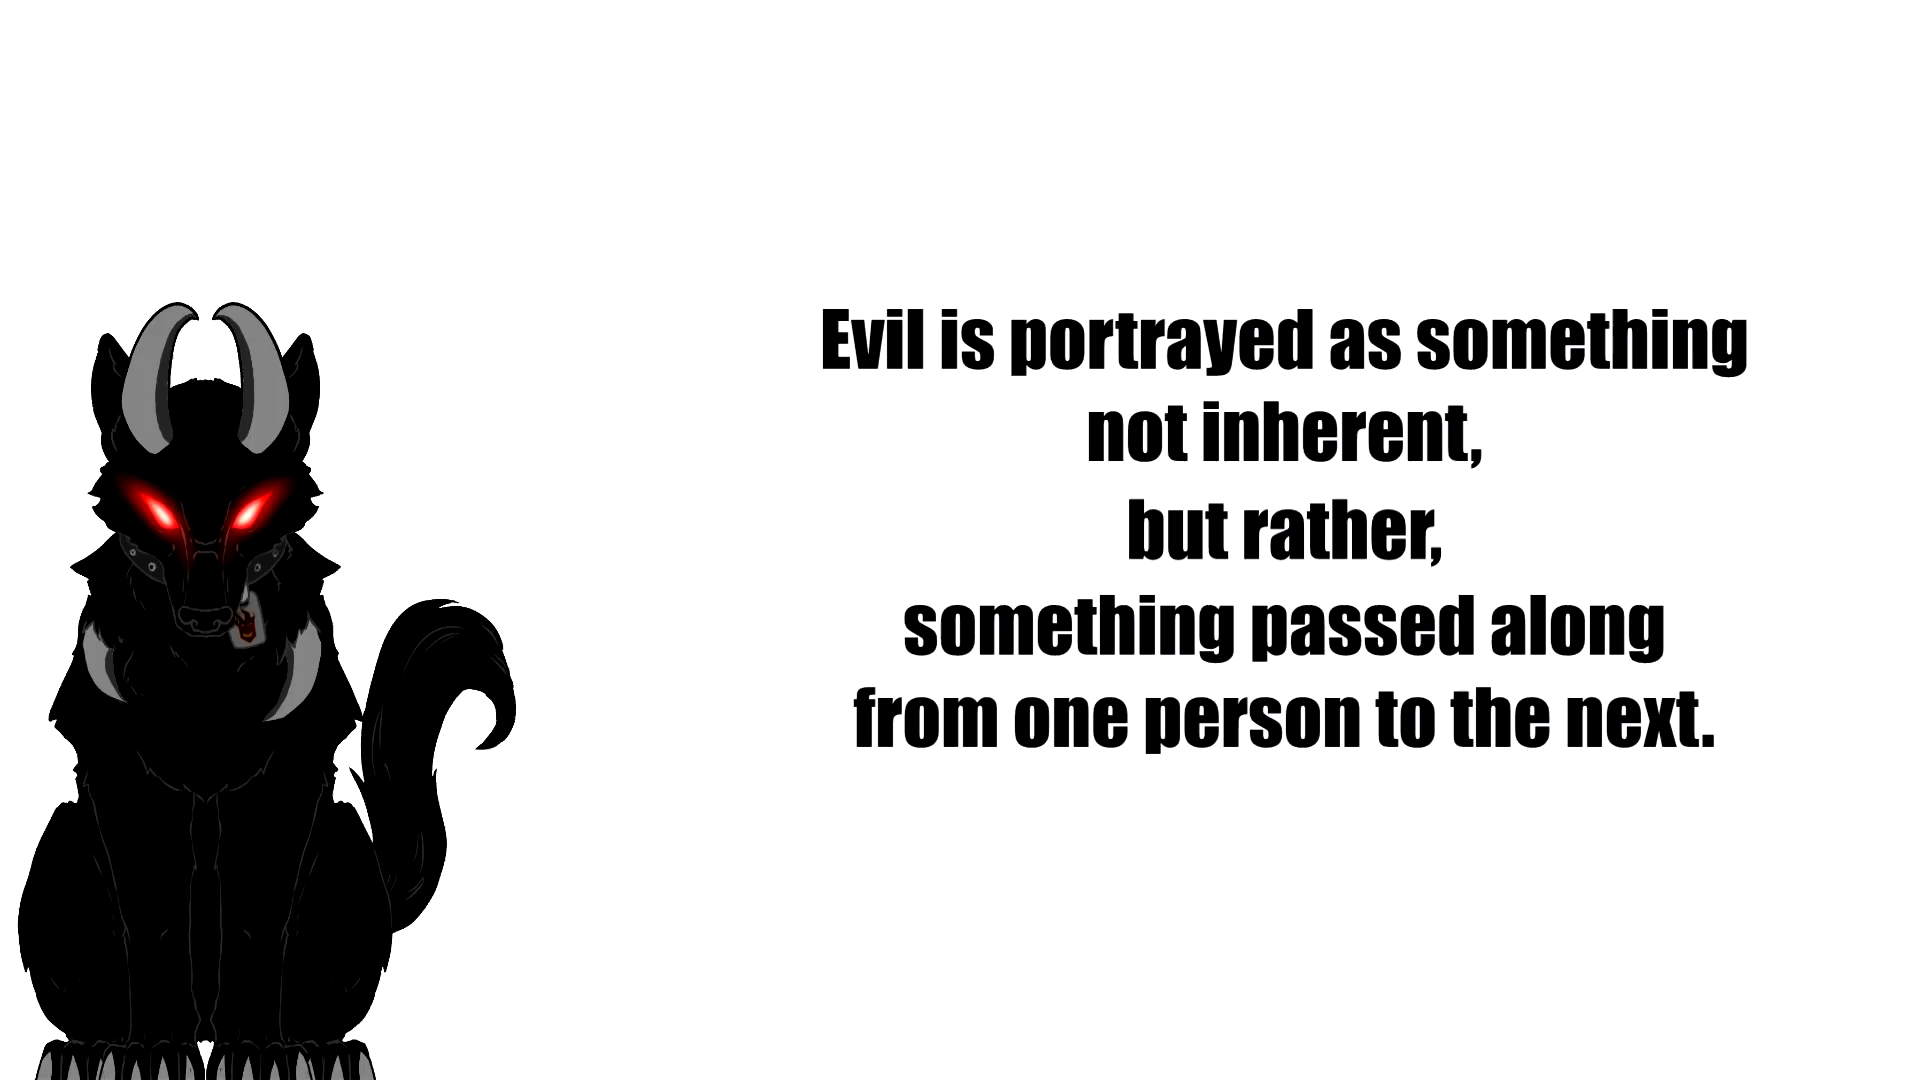 Evil is portrayed as something
not inherent,
but rather,
something passed along
from one person to the next.